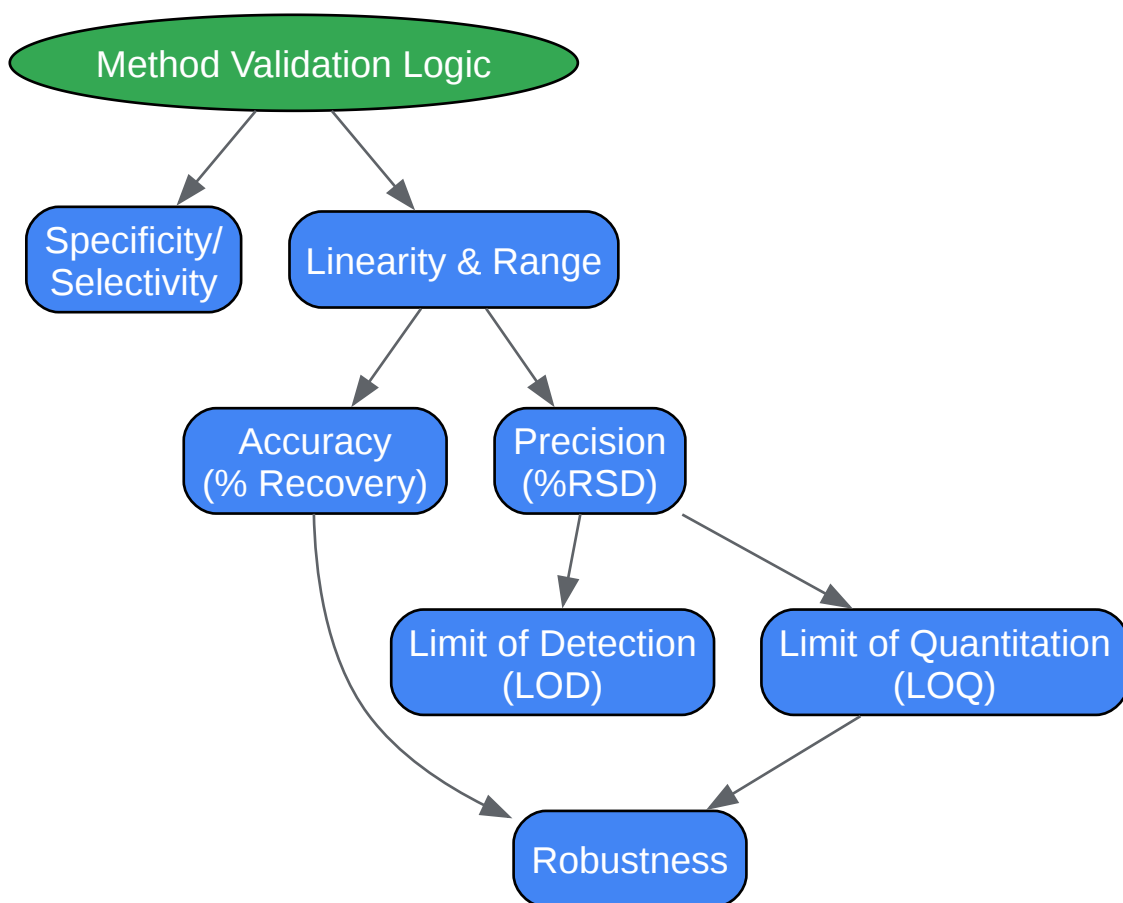 Method Validation Logic
Specificity/
Selectivity
Linearity & Range
Accuracy
(% Recovery)
Precision
(%RSD)
Limit of Detection
(LOD)
Limit of Quantitation
(LOQ)
Robustness